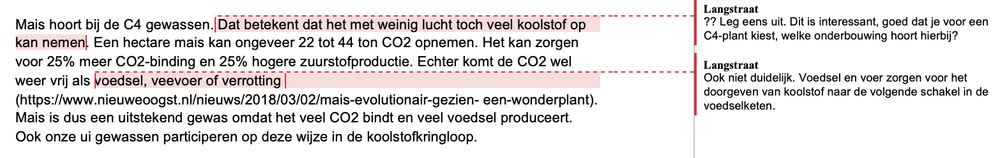 Mais hoort bij de C4 gewassen. Dat betekent dat het met weinig lucht toch veel koolstof op
kan nemen. Een hectare mais kan ongeveer 22 tot 44 ton CO2 opnemen. Het kan zorgen
voor 25% meer CO2-binding en 25% hogere zuurstofproductie. Echter komt de CO2 wel
weer vrij als voedsel, veevoer of verrotting
(https://www.nieuweoogst.nl/nieuws/2018/03/02/mais-evolutionair-gezien- een-wonderplant).
Mais is dus een uitstekend gewas omdat het veel CO2 bindt en veel voedsel produceert.
Ook onze ui gewassen participeren op deze wijze in de koolstofkringloop.
Langstraat
?? Leg eens uit. Dit is interessant, goed dat je voor een
C4-plant kiest, welke onderbouwing hoort hierbij?
Langstraat
Ook niet duidelijk. Voedsel en voer zorgen voor het
doorgeven van koolstof naar de volgende schakel in de
voedselketen.